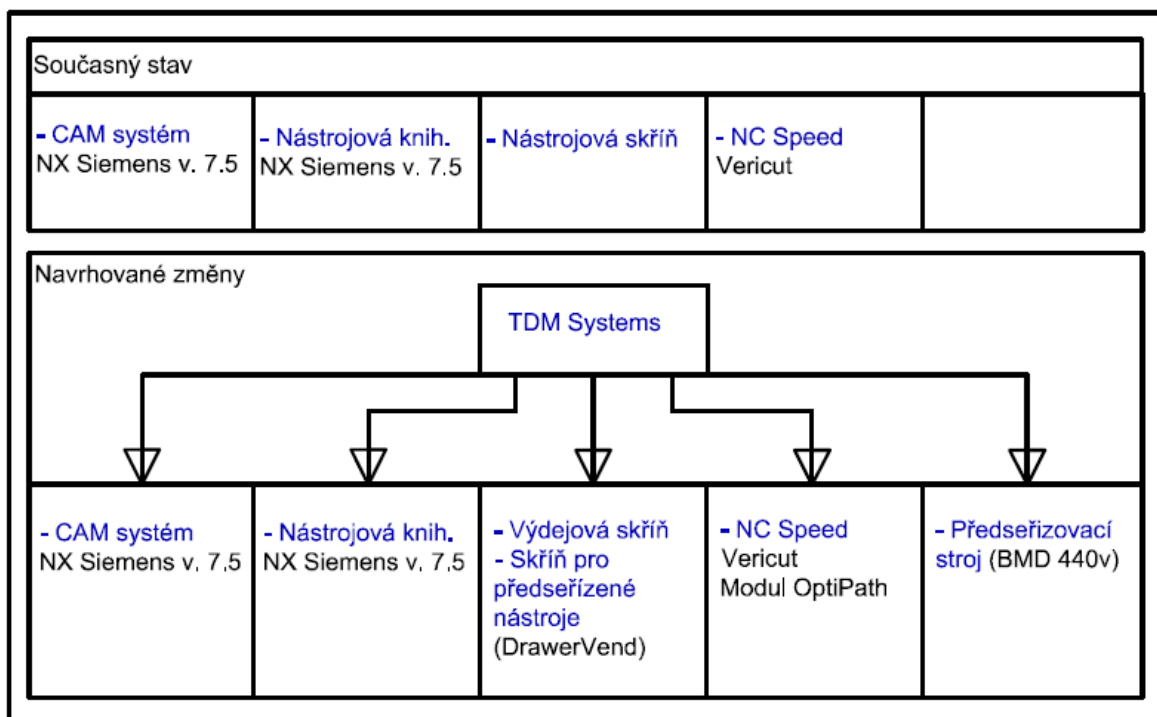 Současný stav
- CAM systém
NX Siemens v. 7.5
- Nástrojová knih.
NX Siemens v. 7.5
- Nástrojová skříň
- NC Speed
Vericut
Navrhované změny
TDM Systems
- CAM systém
NX Siemens v. 7.5
- Nástrojová knih.
NX Siemens v. 7.5
- Výdejová skříň
- Skříň pro
předseřízené
nástroje
(DrawerVend)
- NC Speed
Vericut
Modul OptiPath
- Předseřizovací
stroj (BMD 440v)